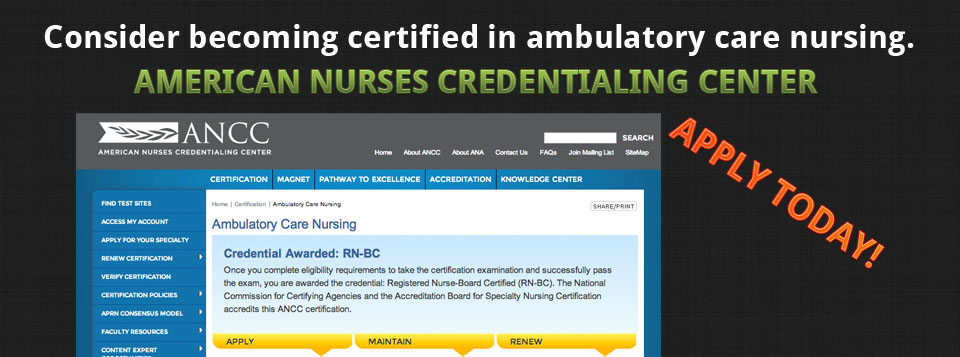 Consider becoming certified in ambulatory care nursing.
AMERICAN NURSES CREDENTIALING CENTER
APPLY TODAY!
ANCC
AMERICAN NURSES CREDENTIALING CENTER
SEARCH
Home About ANCC About ANA Contact Us FAQs Join Mailing List SiteMap
CERTIFICATION MAGNET PATHWAY TO EXCELLENCE ACCREDITATION KNOWLEDGE CENTER
FIND TEST SITES
ACCESS MY ACCOUNT
APPLY FOR YOUR SPECIALTY
RENEW CERTIFICATION
VERIFY CERTIFICATION
CERTIFICATION POLICIES
APRN CONSENSUS MODEL
FACULTY RESOURCES
CONTENT EXPERT
Home | Certification | Ambulatory Care Nursing
SHARE/PRINT
Ambulatory Care Nursing
Credential Awarded: RN-BC
Once you complete eligibility requirements to take the certification examination and successfully pass
the exam, you are awarded the credential: Registered Nurse-Board Certified (RN-BC). The National
Commission for Certifying Agencies and the Accreditation Board for Specialty Nursing Certification
accredits this ANCC certification.
APPLY MAINTAIN RENEW